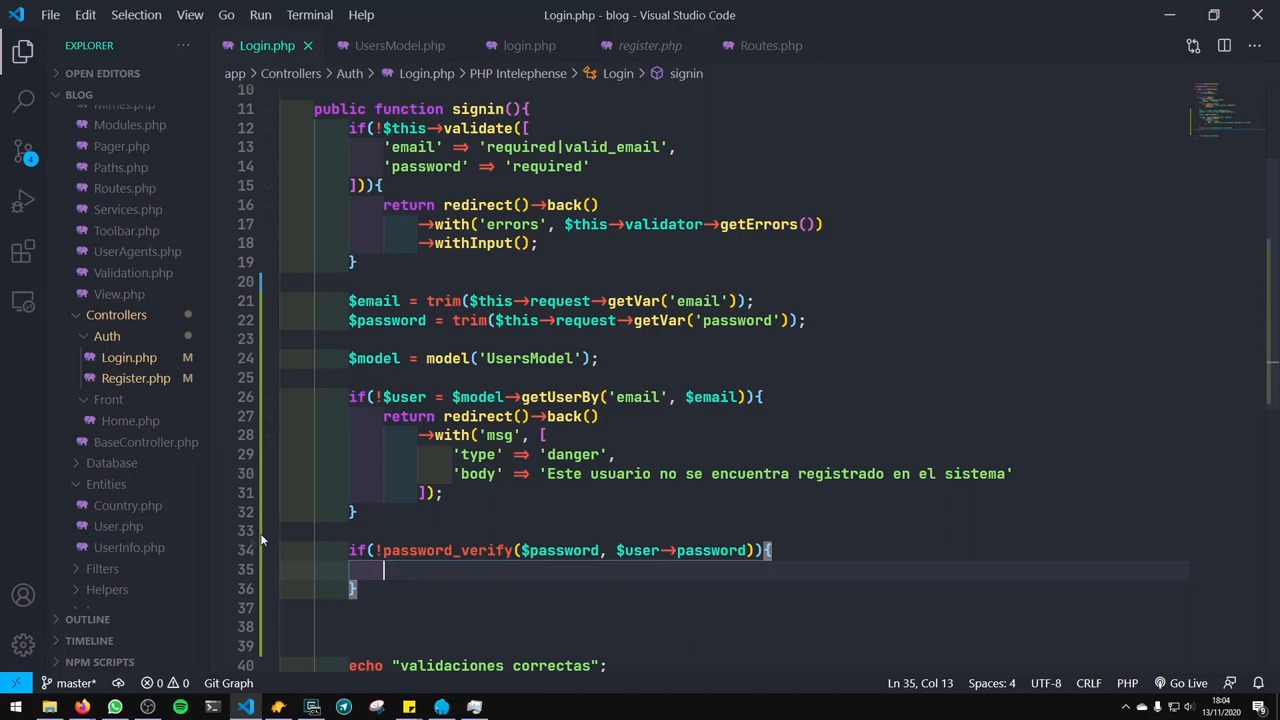 File Edit Selection View Go Run Terminal Help Login.php - blog - Visual Studio Code
EXPLORER
Login.php UsersModel.php login.php register.php Routes.php
OPEN EDITORS
app Controllers Auth Login.php PHP Intelephense Login signin
BLOG
Mimes.php
Modules.php
Pager.php
Paths.php
Routes.php
Services.php
Toolbar.php
UserAgents.php
Validation.php
View.php
Controllers
Auth
Login.php M
Register.php M
Front
Home.php
BaseController.php
Database
Entities
Country.php
User.php
UserInfo.php
Filters
Helpers
OUTLINE
TIMELINE
NPM SCRIPTS
10
11 public function signin(){
12 if(!$this->validate([
13 'email' => 'required|valid_email',
14 'password' => 'required'
15 ])){
16 return redirect()->back()
17 ->with('errors', $this->validator->getErrors())
18 ->withInput();
19 }
20
21 $email = trim($this->request->getVar('email'));
22 $password = trim($this->request->getVar('password'));
23
24 $model = model('UsersModel');
25
26 if(!$user = $model->getUserBy('email', $email)){
27 return redirect()->back()
28 ->with('msg', [
29 'type' => 'danger',
30 'body' => 'Este usuario no se encuentra registrado en el sistema'
31 ]);
32 }
33
34 if(!password_verify($password, $user->password)){
35
36 }
37
38
39
40 echo "validaciones correctas";
4
master* 0 0 Git Graph Ln 35, Col 13 Spaces: 4 UTF-8 CRLF PHP Go Live
18:04
13/11/2020